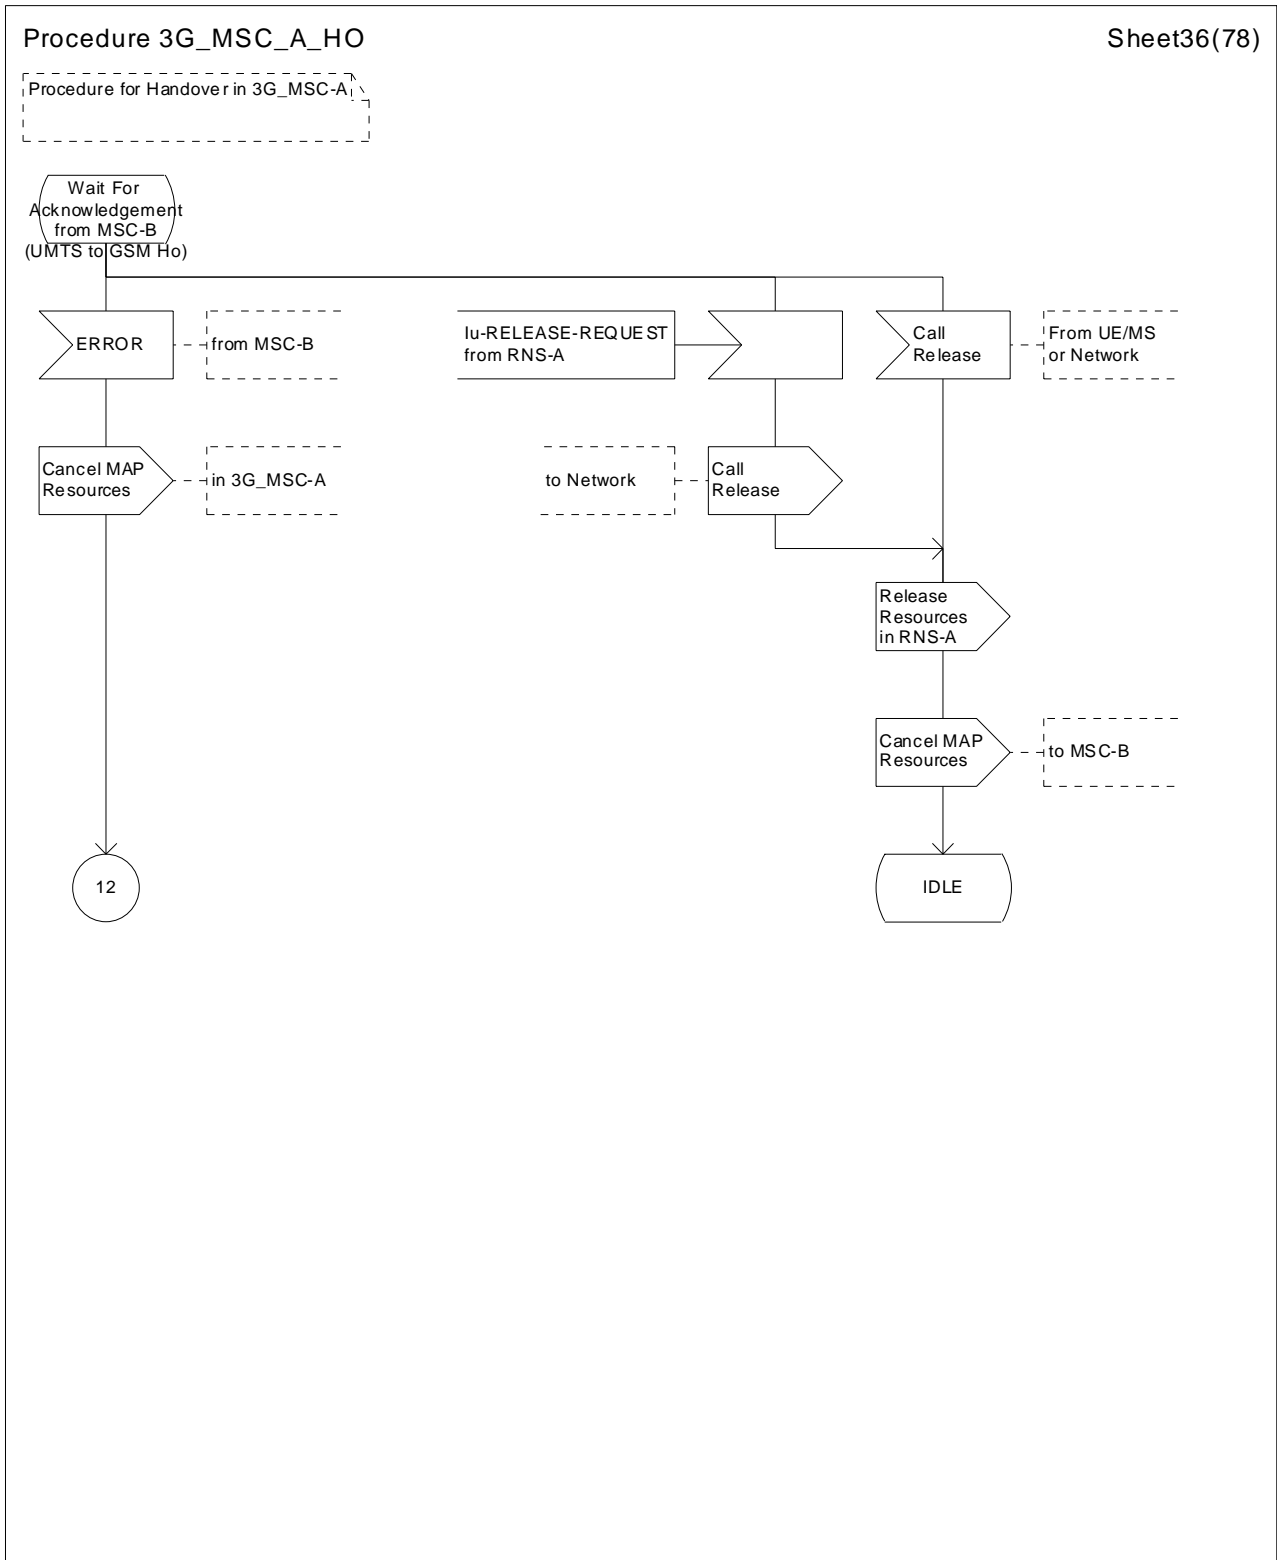 Procedure 3G_MSC_A_HO
Sheet36(78)
Procedure for Handover in 3G_MSC-A
Wait For
Acknowledgement
from MSC-B
(UMTS to GSM Ho)
ERROR
from MSC-B
Iu-RELEASE-REQUEST
from RNS-A
Call
Release
From UE/MS
or Network
Cancel MAP
Resources
in 3G_MSC-A
to Network
Call
Release
Release
Resources
in RNS-A
Cancel MAP
Resources
to MSC-B
12
IDLE